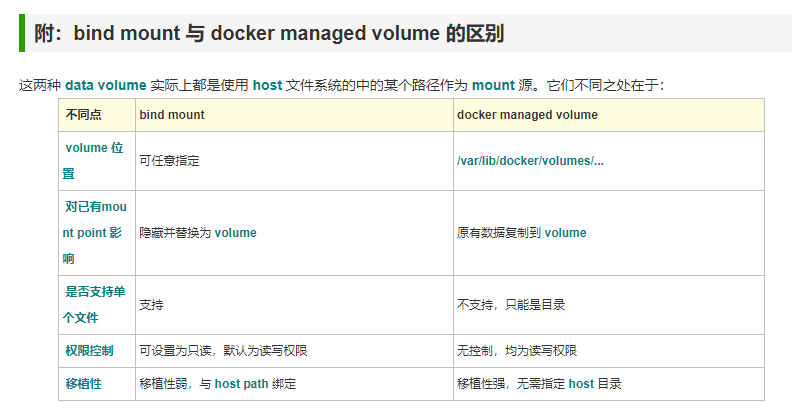 附：bind mount 与 docker managed volume 的区别
这两种 data volume 实际上都是使用 host 文件系统的中的某个路径作为 mount 源。它们不同之处在于：
不同点 bind mount docker managed volume
volume 位置 可任意指定 /var/lib/docker/volumes/...
对已有mount point 影响 隐藏并替换为 volume 原有数据复制到 volume
是否支持单个文件 支持 不支持，只能是目录
权限控制 可设置为只读，默认为读写权限 无控制，均为读写权限
移植性 移植性弱，与 host path 绑定 移植性强，无需指定 host 目录